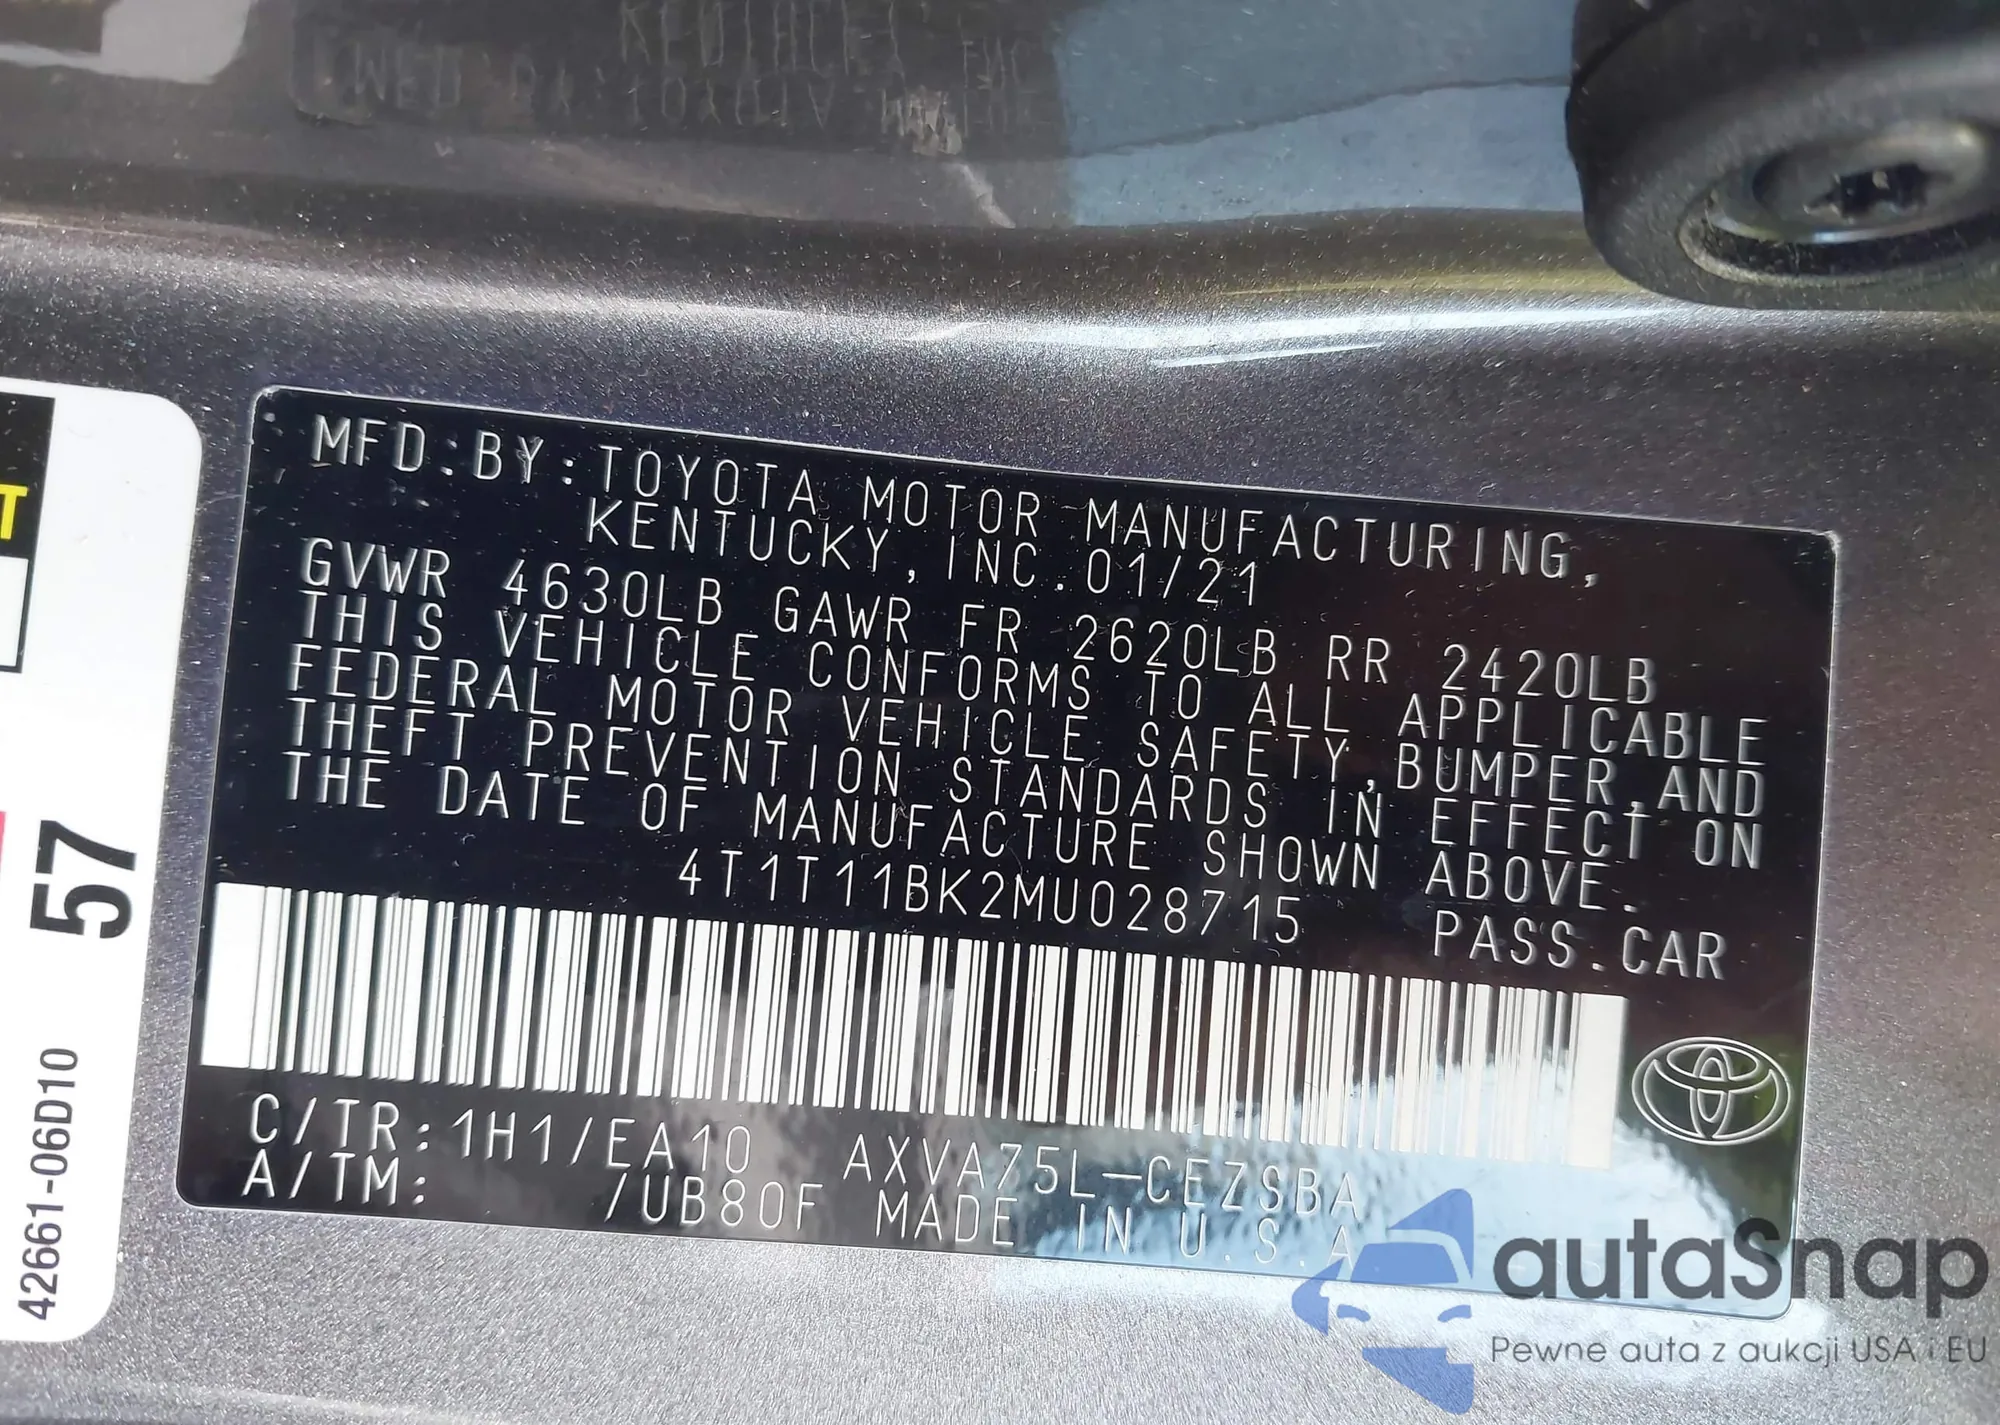 MFD.BY:TOYOTA MOTOR MANUFACTURING,
KENTUCKY, INC.01/21
GVWR 4630LB GAWR FR 2620LB RR 2420LB
THIS VEHICLE CONFORMS TO ALL APPLICABLE
FEDERAL MOTOR VEHICLE SAFETY,BUMPER,AND
THEFT PREVENTION STANDARDS IN EFFECT ON
THE DATE OF MANUFACTURE SHOWN ABOVE.
4T1T11BK2MU028715 PASS.CAR
C/TR:1H1/EA10 AXVA75L-CEZSBA
A/TM: /UB80F MADE IN U.S.A
T
57
42661-06D10
autaSnap
Pewne auta z aukcji USA i EU